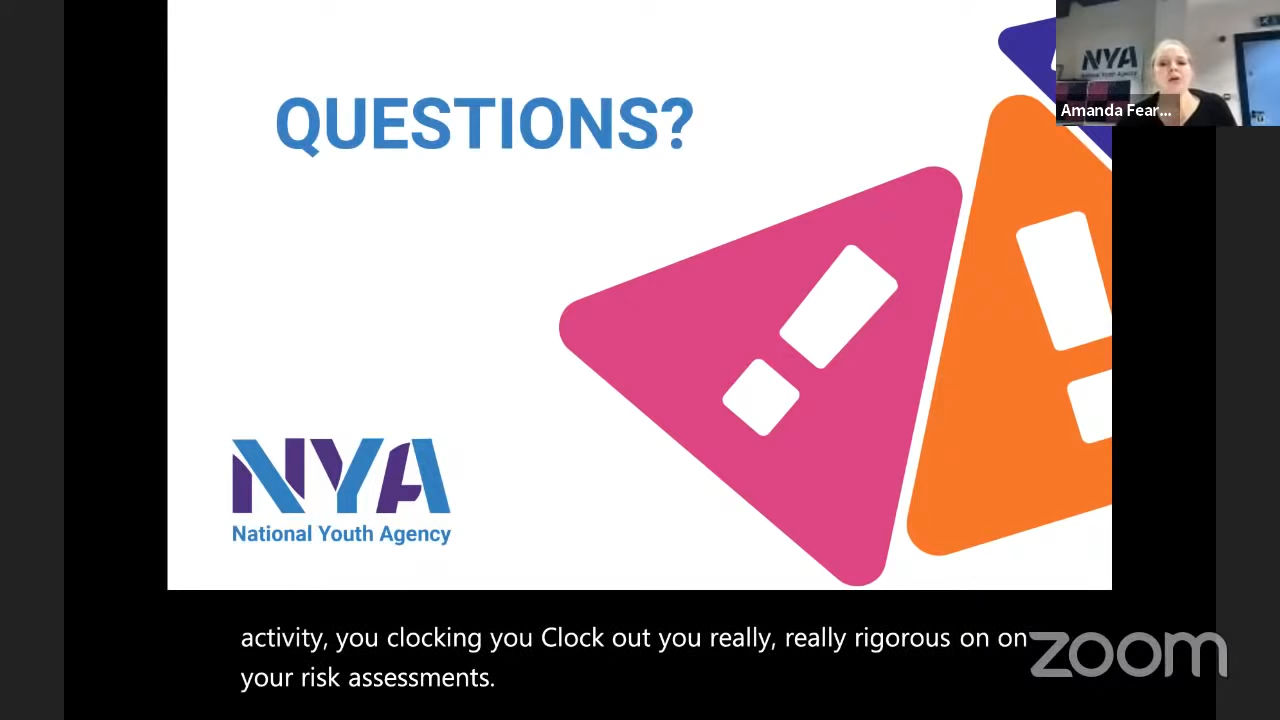 QUESTIONS?
NYA
National Youth Agency
NYA
National Youth Agency
Amanda Fear...
activity, you clocking you Clock out you really, really rigorous on on
your risk assessments.
zoom